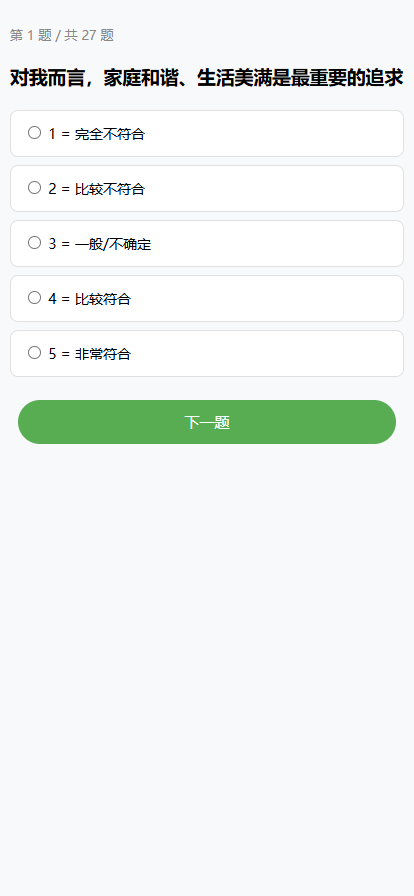 第 1 题 / 共 27 题
对我而言，家庭和谐、生活美满是最重要的追求
1 = 完全不符合
2 = 比较不符合
3 = 一般/不确定
4 = 比较符合
5 = 非常符合
下一题